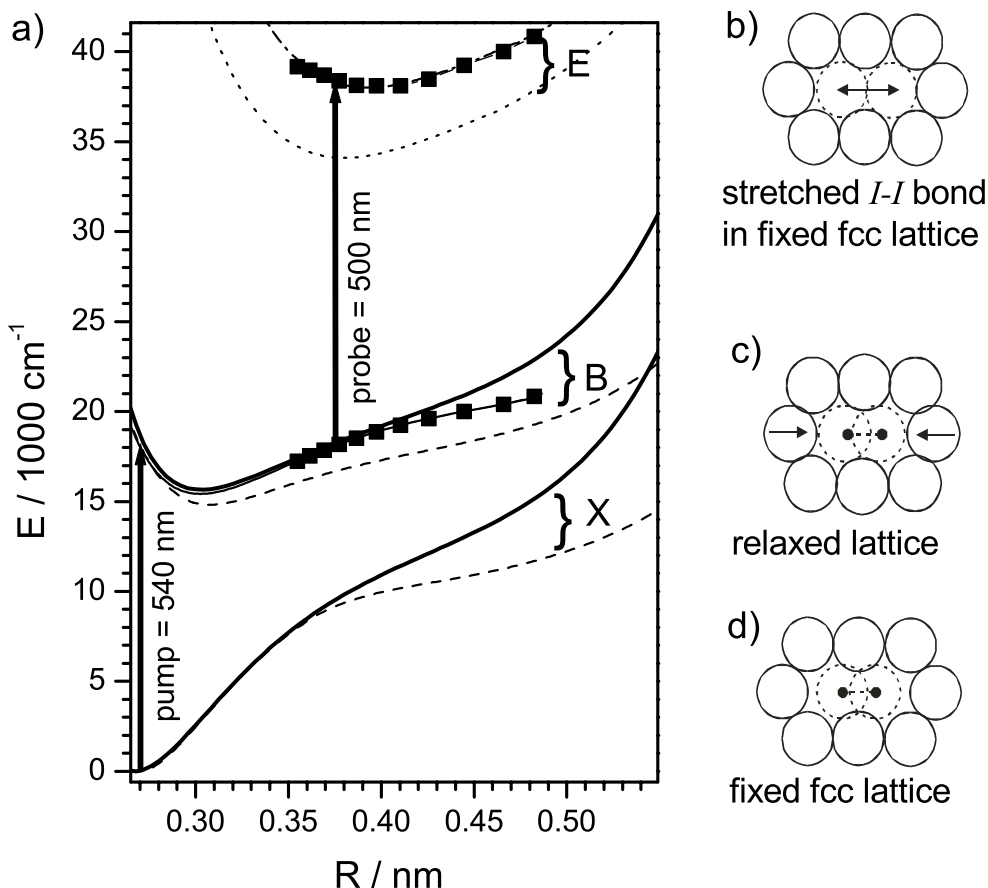 a)
40
35
30
25
20
15
10
5
0
E / 1000 cm⁻¹
0.30 0.35 0.40 0.45 0.50
R / nm
pump = 540 nm
probe = 500 nm
} E
} B
} X
b)
stretched I-I bond
in fixed fcc lattice
c)
relaxed lattice
d)
fixed fcc lattice